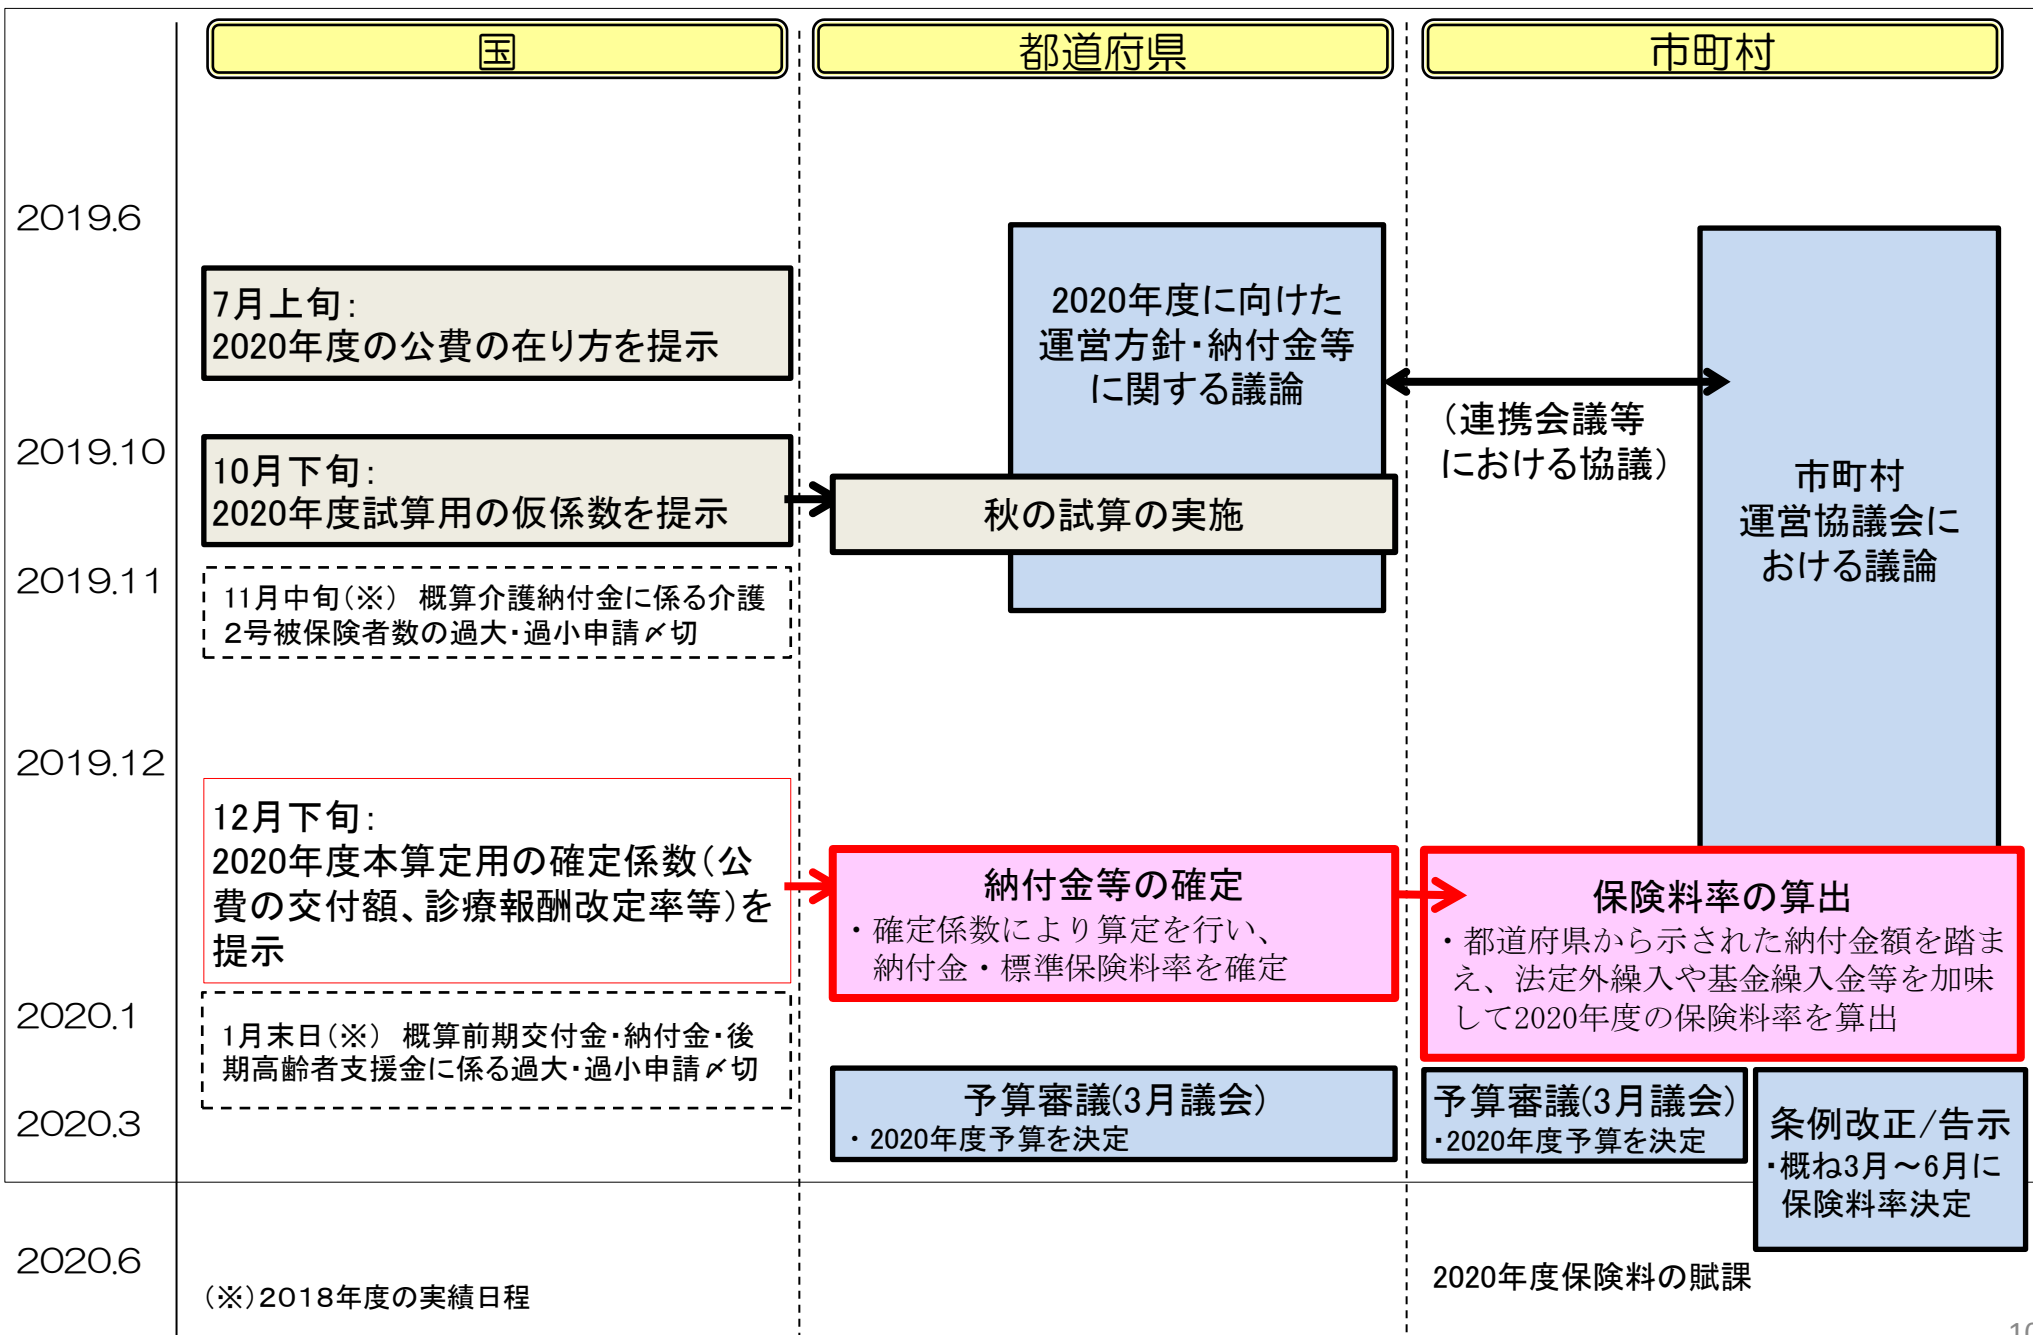 国
都道府県
市町村
2019.6
7月上旬：
2020年度の公費の在り方を提示
2020年度に向けた
運営方針・納付金等
に関する議論
（連携会議等
における協議）
2019.10
10月下旬：
2020年度試算用の仮係数を提示
秋の試算の実施
市町村
運営協議会に
おける議論
2019.11
11月中旬（※） 概算介護納付金に係る介護
２号被保険者数の過大・過小申請〆切
2019.12
12月下旬：
2020年度本算定用の確定係数（公
費の交付額、診療報酬改定率等）を
提示
納付金等の確定
・確定係数により算定を行い、
納付金・標準保険料率を確定
保険料率の算出
・都道府県から示された納付金額を踏ま
え、法定外繰入や基金繰入金等を加味
して2020年度の保険料率を算出
2020.1
1月末日（※） 概算前期交付金・納付金・後
期高齢者支援金に係る過大・過小申請〆切
2020.3
予算審議(3月議会)
・2020年度予算を決定
予算審議(3月議会)
・2020年度予算を決定
条例改正/告示
・概ね3月～6月に
保険料率決定
2020.6
（※）２０１８年度の実績日程
2020年度保険料の賦課